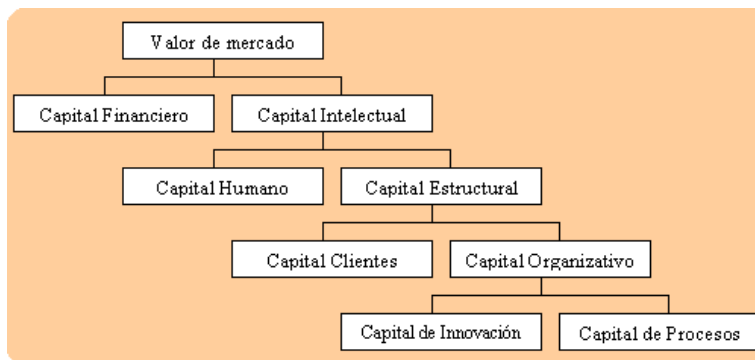 Valor de mercado
Capital Financiero
Capital Intelectual
Capital Humano
Capital Estructural
Capital Clientes
Capital Organizativo
Capital de Innovación
Capital de Procesos